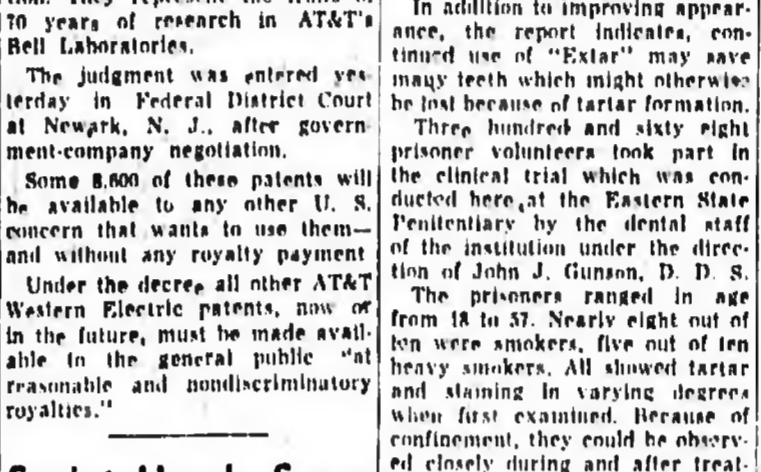 70 years of research in AT&T's
Bell Laboratories.
The judgment was entered yes-
terday in Federal District Court
at Newark, N. J., after govern-
ment-company negotiation.
Some 8,600 of these patents will
be available to any other U. S.
concern that wants to use them—
and without any royalty payment
Under the decree all other AT&T
Western Electric patents, now or
in the future, must be made avail-
able to the general public "at
reasonable and nondiscriminatory
royalties."
In addition to improving appear-
ance, the report indicates, con-
tinued use of "Extar" may save
many teeth which might otherwise
be lost because of tartar formation.
Three hundred and sixty eight
prisoner volunteers took part in
the clinical trial which was con-
ducted here at the Eastern State
Penitentiary by the dental staff
of the institution under the direc-
tion of John J. Gunson, D. D. S.
The prisoners ranged in age
from 18 to 57. Nearly eight out of
ten were smokers, five out of ten
heavy smokers. All showed tartar
and staining in varying degrees
when first examined. Because of
confinement, they could be observ-
ed closely during and after treat-